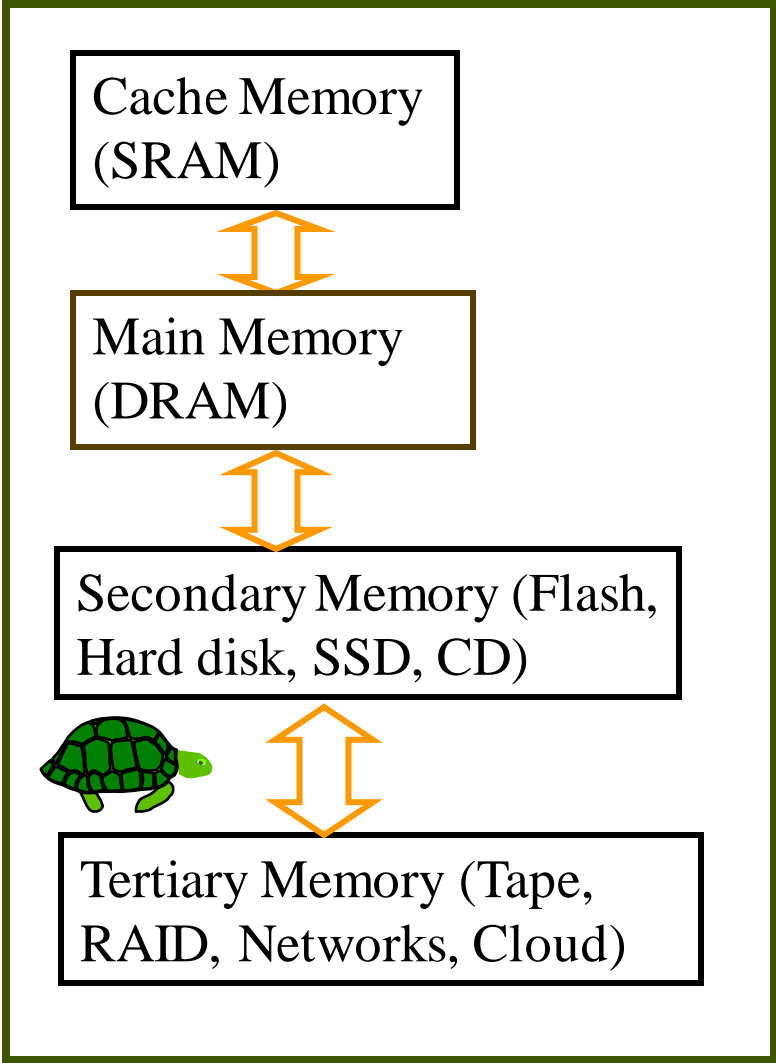 Cache Memory
(SRAM)
Main Memory
(DRAM)
Secondary Memory (Flash,
Hard disk, SSD, CD)
Tertiary Memory (Tape,
RAID, Networks, Cloud)